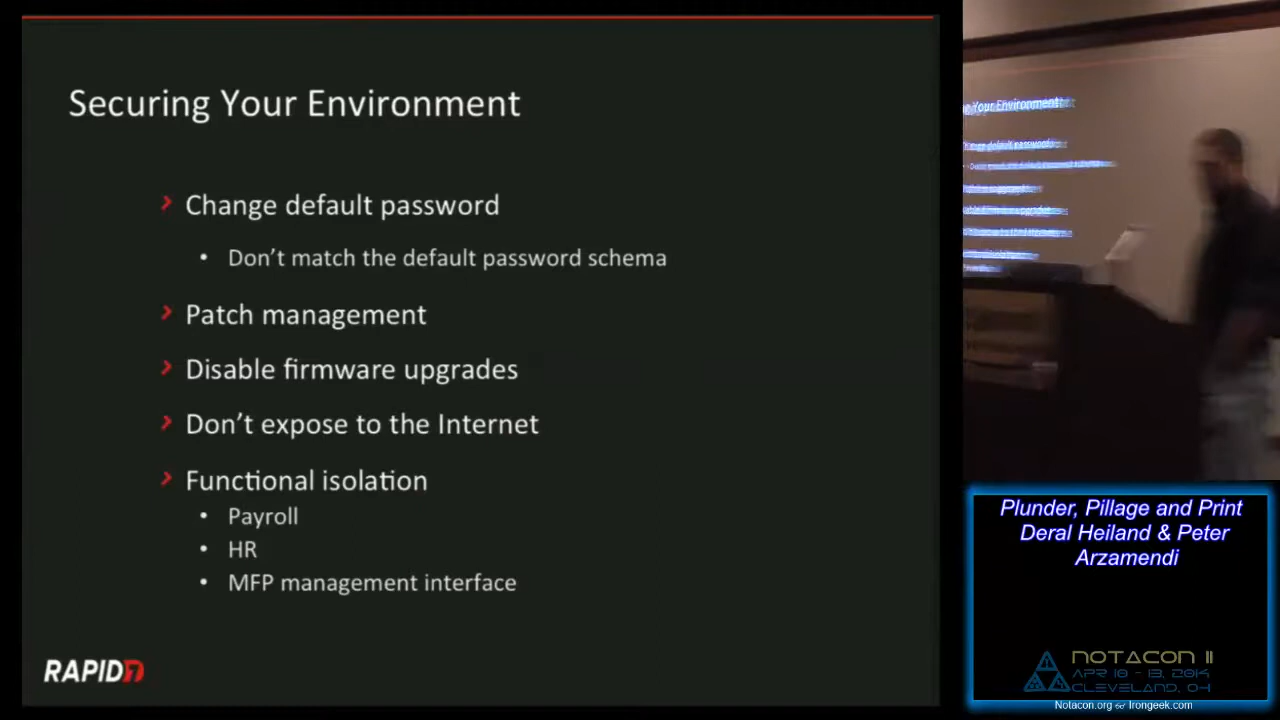 Securing Your Environment
Change default password
Don't match the default password schema
Patch management
Disable firmware upgrades
Don't expose to the Internet
Functional isolation
Payroll
HR
MFP management interface
RAPID7
Your Environment
Plunder, Pillage and Print
Deral Heiland & Peter
Arzamendi
NOTACON 11
APR 10 - 13, 2014
CLEVELAND, OH
Notacon.org & Irongeek.com